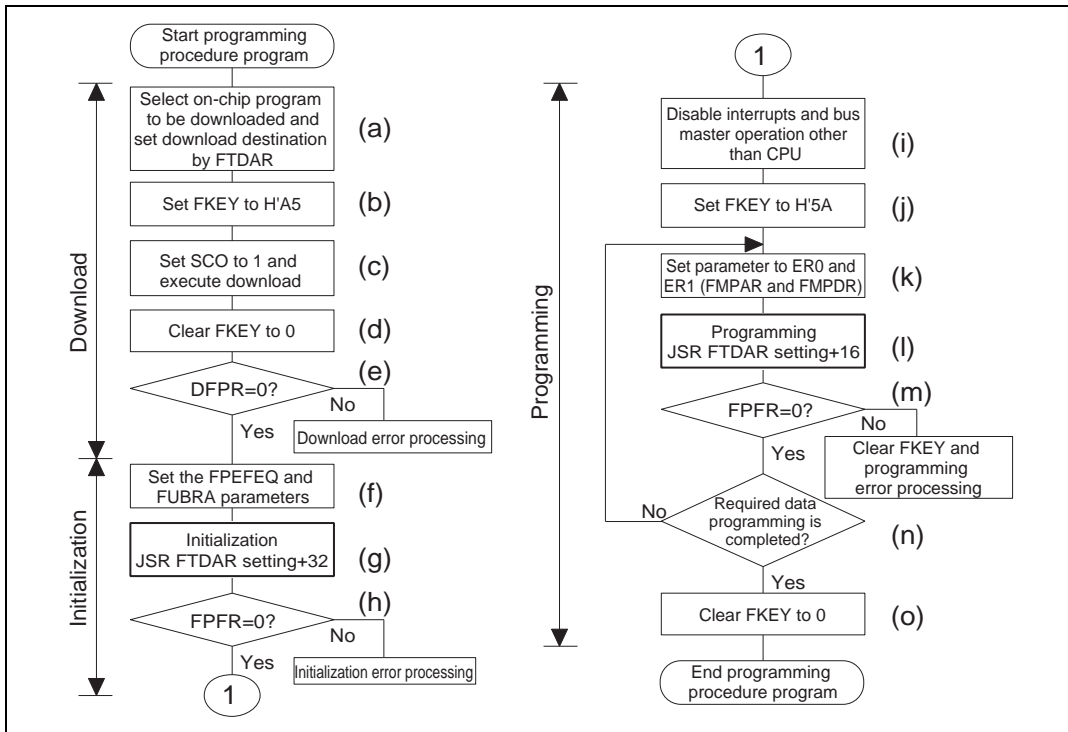 Start programming
procedure program
Download
Select on-chip program
to be downloaded and
set download destination
by FTDAR
(a)
Set FKEY to H'A5
(b)
Set SCO to 1 and
execute download
(c)
Clear FKEY to 0
(d)
DFPR=0?
(e)
No
Download error processing
Yes
Initialization
Set the FPEFEQ and
FUBRA parameters
(f)
Initialization
JSR FTDAR setting+32
(g)
FPFR=0?
(h)
No
Initialization error processing
Yes
1
1
Programming
Disable interrupts and bus
master operation other
than CPU
(i)
Set FKEY to H'5A
(j)
Set parameter to ER0 and
ER1 (FMPAR and FMPDR)
(k)
Programming
JSR FTDAR setting+16
(l)
FPFR=0?
(m)
No
Clear FKEY and
programming
error processing
Yes
Required data
programming is
completed?
(n)
No
Yes
Clear FKEY to 0
(o)
End programming
procedure program